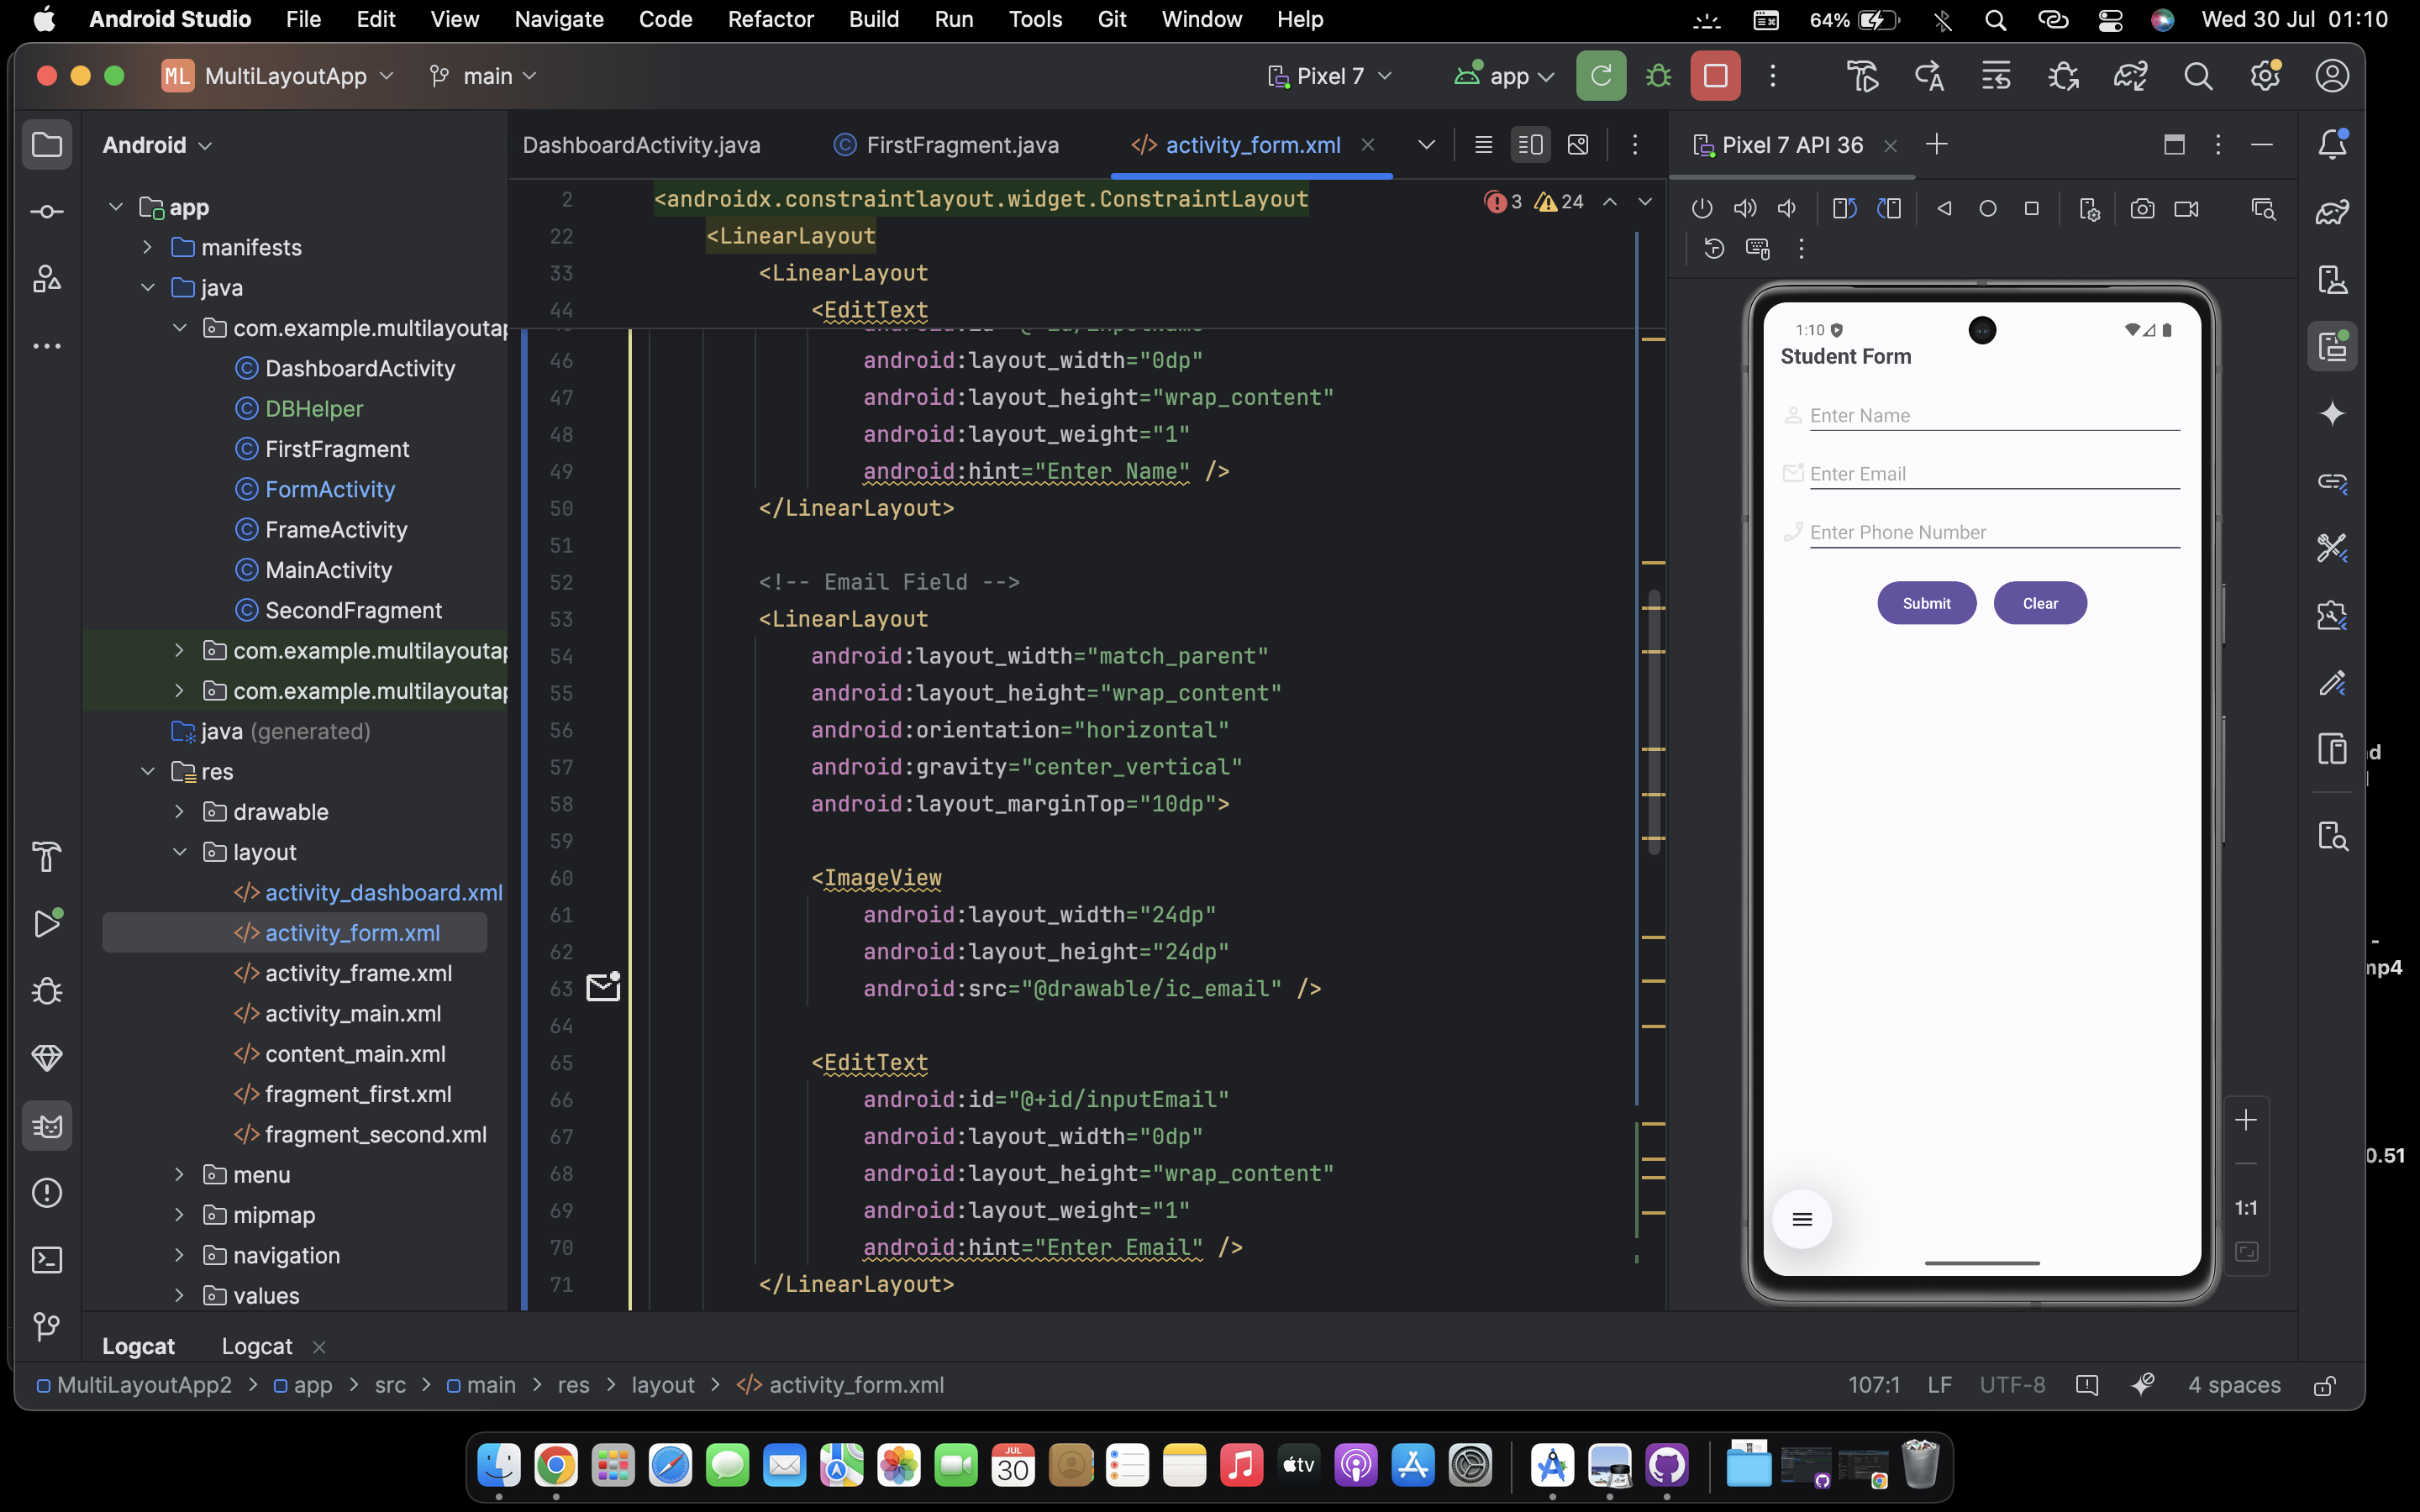 Android Studio File Edit View Navigate Code Refactor Build Run Tools Git Window Help 64% Wed 30 Jul 01:10
ML MultiLayoutApp main Pixel 7 app
Android
app
manifests
java
com.example.multilayoutap
DashboardActivity
DBHelper
FirstFragment
FormActivity
FrameActivity
MainActivity
SecondFragment
com.example.multilayoutap
com.example.multilayoutap
java (generated)
res
drawable
layout
activity_dashboard.xml
activity_form.xml
activity_frame.xml
activity_main.xml
content_main.xml
fragment_first.xml
fragment_second.xml
menu
mipmap
navigation
values
DashboardActivity.java FirstFragment.java activity_form.xml
3 24
2 <androidx.constraintlayout.widget.ConstraintLayout
22 <LinearLayout
33 <LinearLayout
44 <EditText
46 android:layout_width="0dp"
47 android:layout_height="wrap_content"
48 android:layout_weight="1"
49 android:hint="Enter Name" />
50 </LinearLayout>
51
52 <!-- Email Field -->
53 <LinearLayout
54 android:layout_width="match_parent"
55 android:layout_height="wrap_content"
56 android:orientation="horizontal"
57 android:gravity="center_vertical"
58 android:layout_marginTop="10dp">
59
60 <ImageView
61 android:layout_width="24dp"
62 android:layout_height="24dp"
63 android:src="@drawable/ic_email" />
64
65 <EditText
66 android:id="@+id/inputEmail"
67 android:layout_width="0dp"
68 android:layout_height="wrap_content"
69 android:layout_weight="1"
70 android:hint="Enter Email" />
71 </LinearLayout>
Pixel 7 API 36
1:10
Student Form
Enter Name
Enter Email
Enter Phone Number
Submit Clear
1:1
0.51
Logcat Logcat
MultiLayoutApp2 > app > src > main > res > layout > activity_form.xml 107:1 LF UTF-8 4 spaces
JUL
30
tv